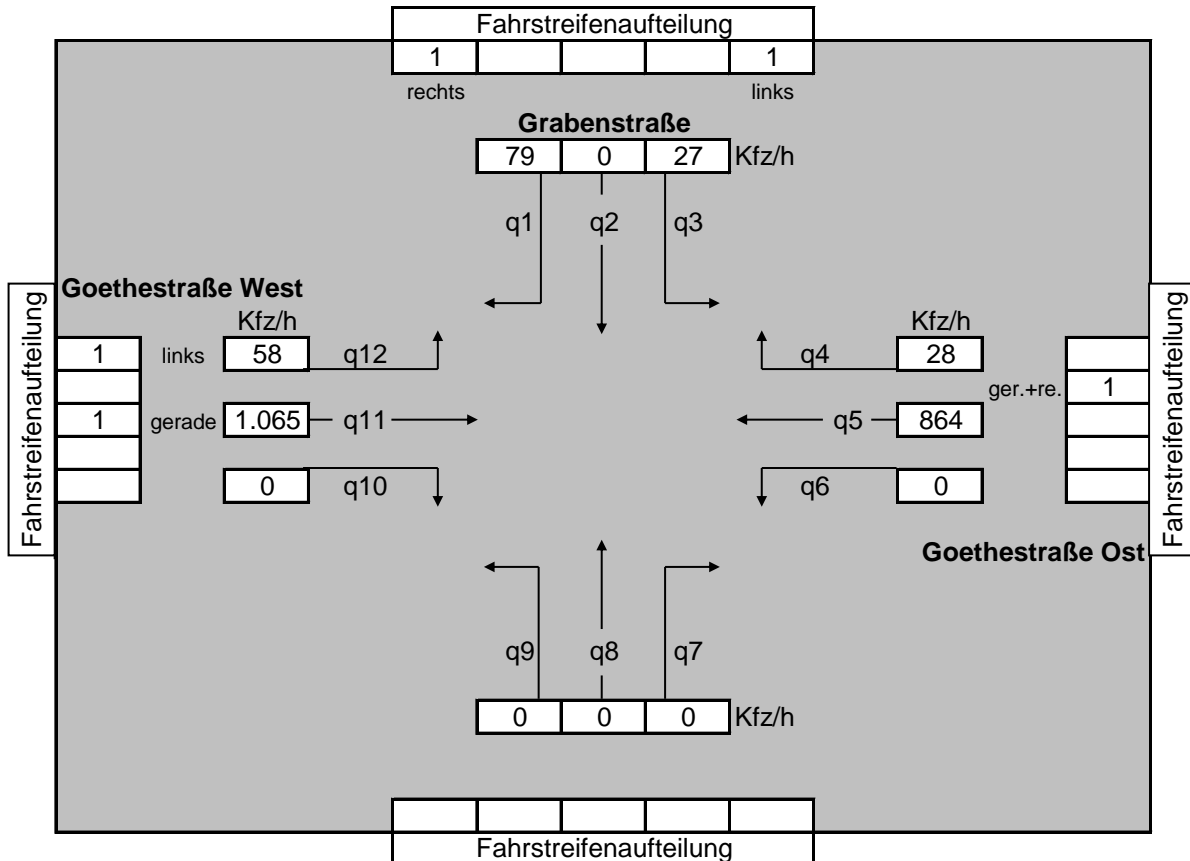 Fahrstreifenaufteilung
1 1
rechts links
Grabenstraße
79 0 27 Kfz/h
q1 q2 q3
Goethestraße West
Fahrstreifenaufteilung
Kfz/h Kfz/h
1 links 58 q12 q4 28
ger.+re. 1
1 gerade 1.065 q11 q5 864
0 q10 q6 0
Fahrstreifenaufteilung
Goethestraße Ost
q9 q8 q7
0 0 0 Kfz/h
Fahrstreifenaufteilung